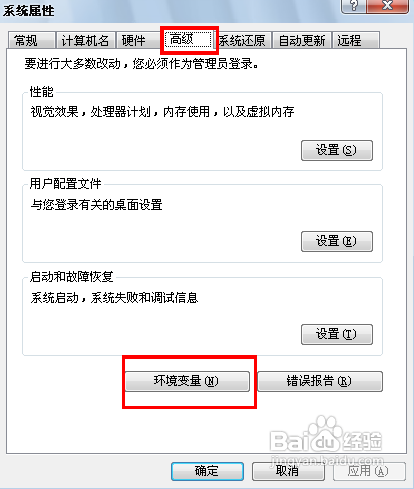 系统属性
常规 计算机名 硬件 高级 系统还原 自动更新 远程
要进行大多数改动，您必须作为管理员登录。
性能
视觉效果，处理器计划，内存使用，以及虚拟内存
设置(S)
用户配置文件
与您登录有关的桌面设置
设置(E)
启动和故障恢复
系统启动，系统失败和调试信息
设置(T)
环境变量(N) 错误报告(R)
Baidu经验
jingyan.baidu.com
确定 取消 应用(A)